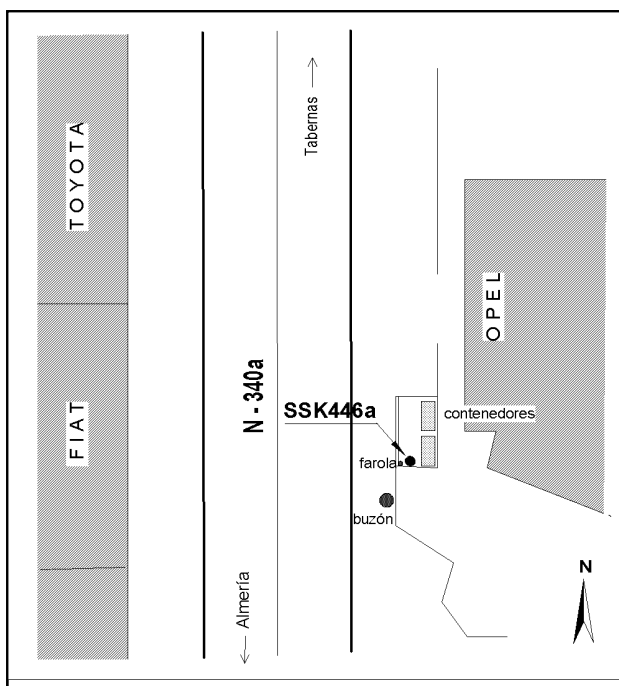 TOYOTA
FIAT
N - 340a
Tabernas
Almería
OPEL
SSK446a
contenedores
farola
buzón
N